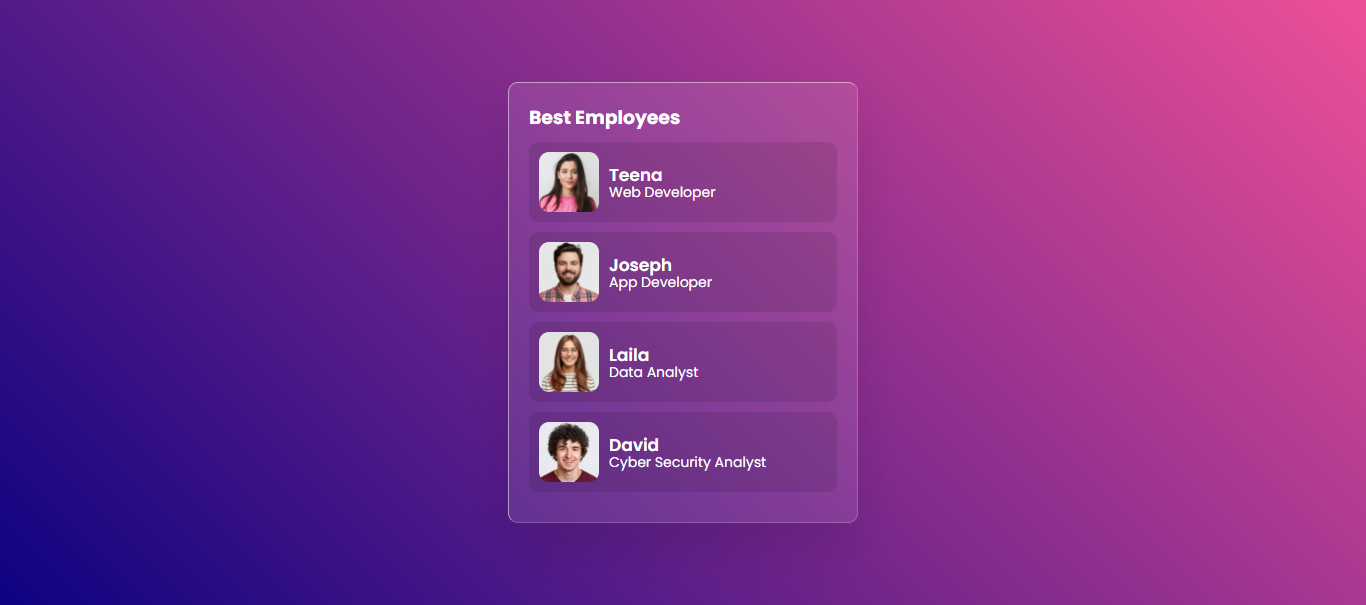 Best Employees
Teena
Web Developer
Joseph
App Developer
Laila
Data Analyst
David
Cyber Security Analyst